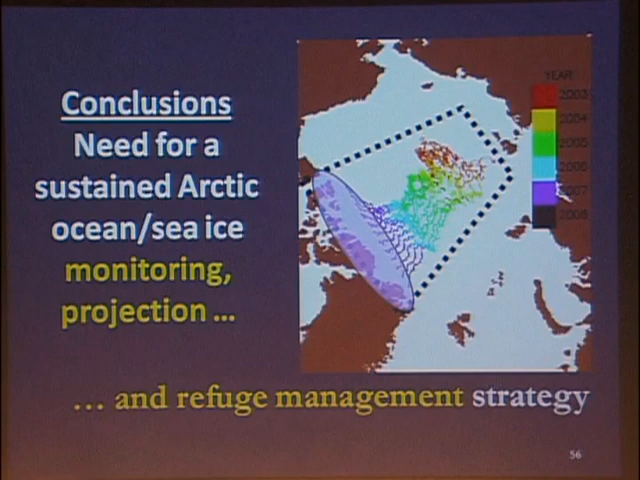 Conclusions
Need for a
sustained Arctic
ocean/sea ice
monitoring,
projection ...
YEAR
2003
2004
2005
2006
2007
2008
... and refuge management strategy
56